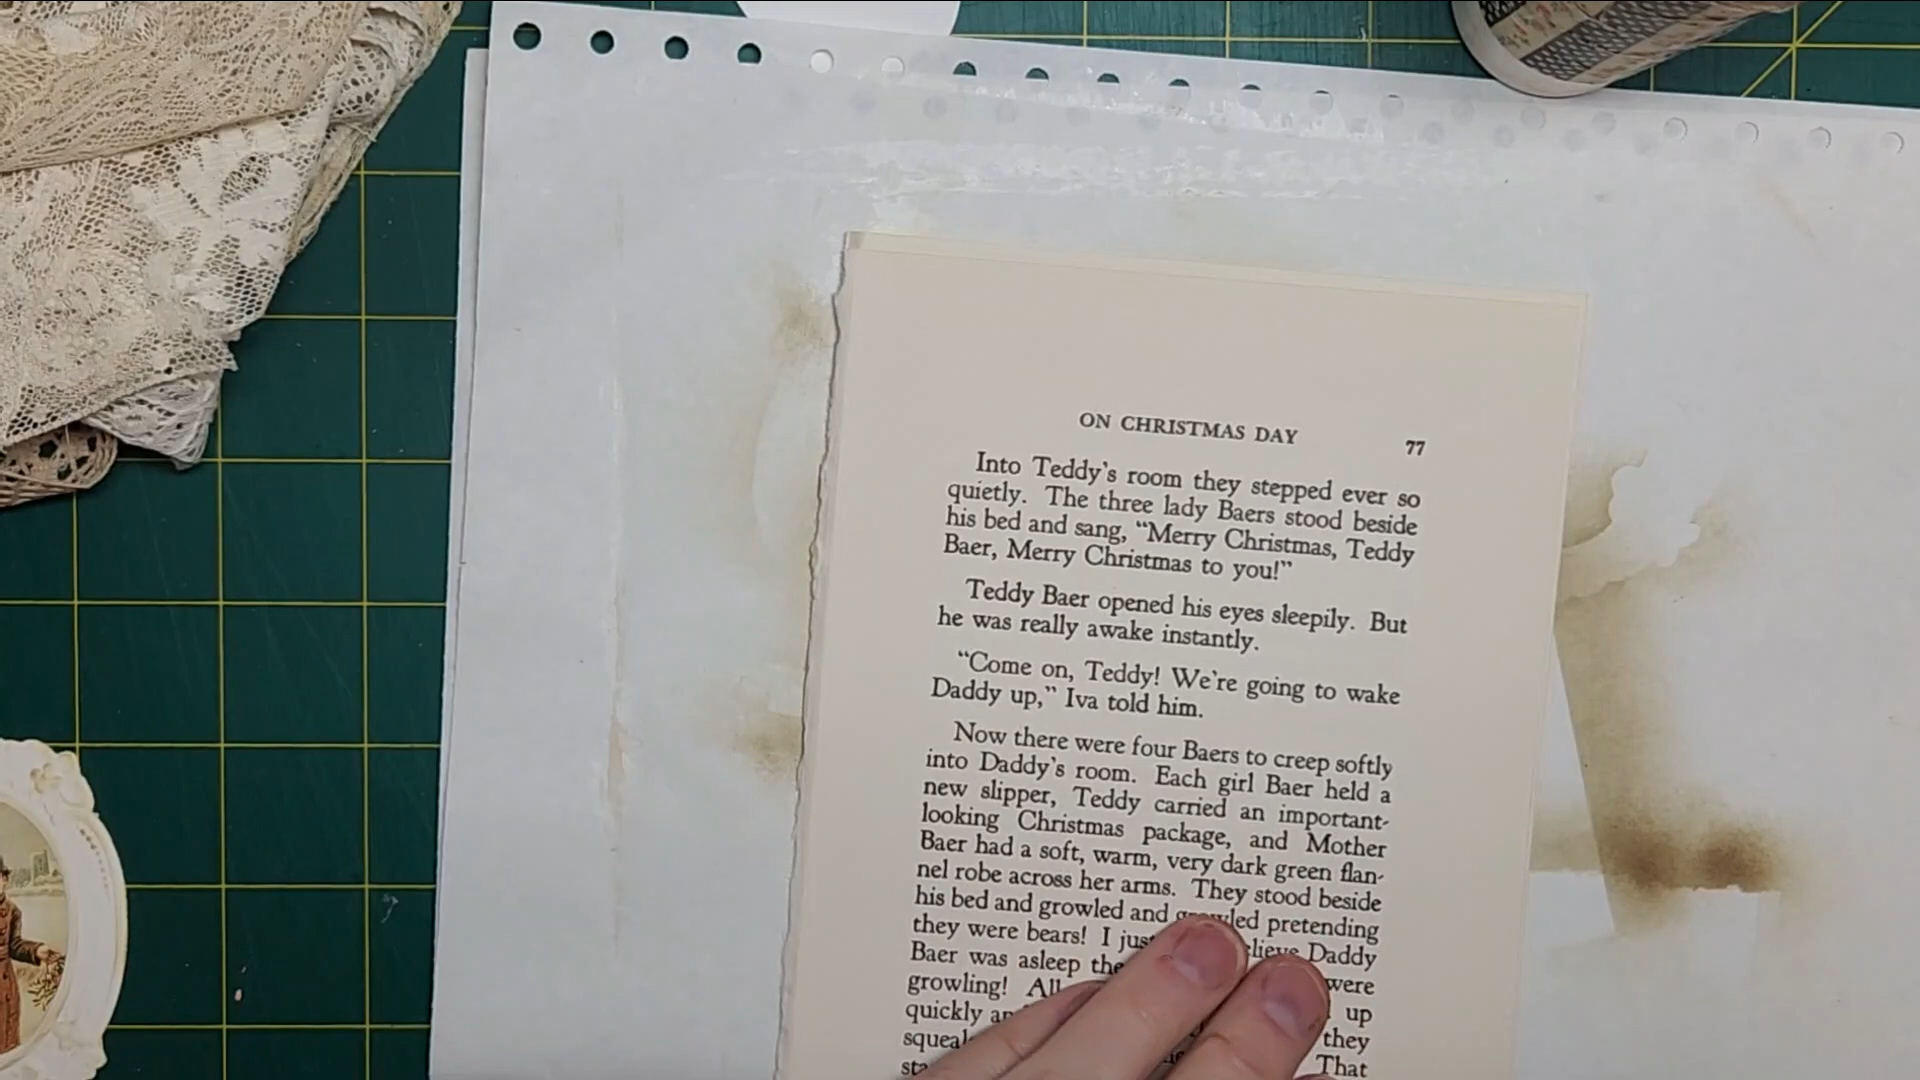 ON CHRISTMAS DAY 77
Into Teddy's room they stepped ever so
quietly. The three lady Baers stood beside
his bed and sang, “Merry Christmas, Teddy
Baer, Merry Christmas to you!”
Teddy Baer opened his eyes sleepily. But
he was really awake instantly.
“Come on, Teddy! We're going to wake
Daddy up,” Iva told him.
Now there were four Baers to creep softly
into Daddy's room. Each girl Baer held a
new slipper, Teddy carried an important-
looking Christmas package, and Mother
Baer had a soft, warm, very dark green flan-
nel robe across her arms. They stood beside
his bed and growled and growled pretending
they were bears! I Daddy
Baer was asleep were
growling! All up
quickly they
That